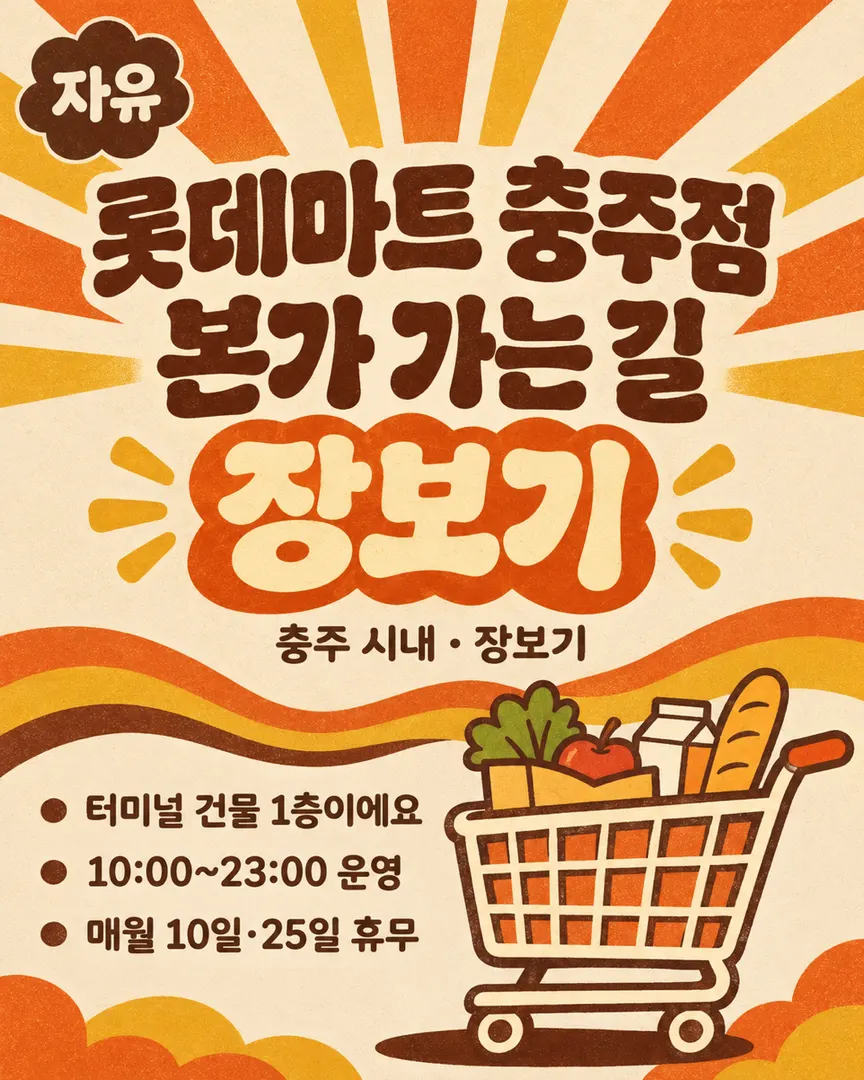 자유
롯데마트 충주점
본가 가는 길
장보기
충주 시내 · 장보기
터미널 건물 1층이에요
10:00~23:00 운영
매월 10일·25일 휴무